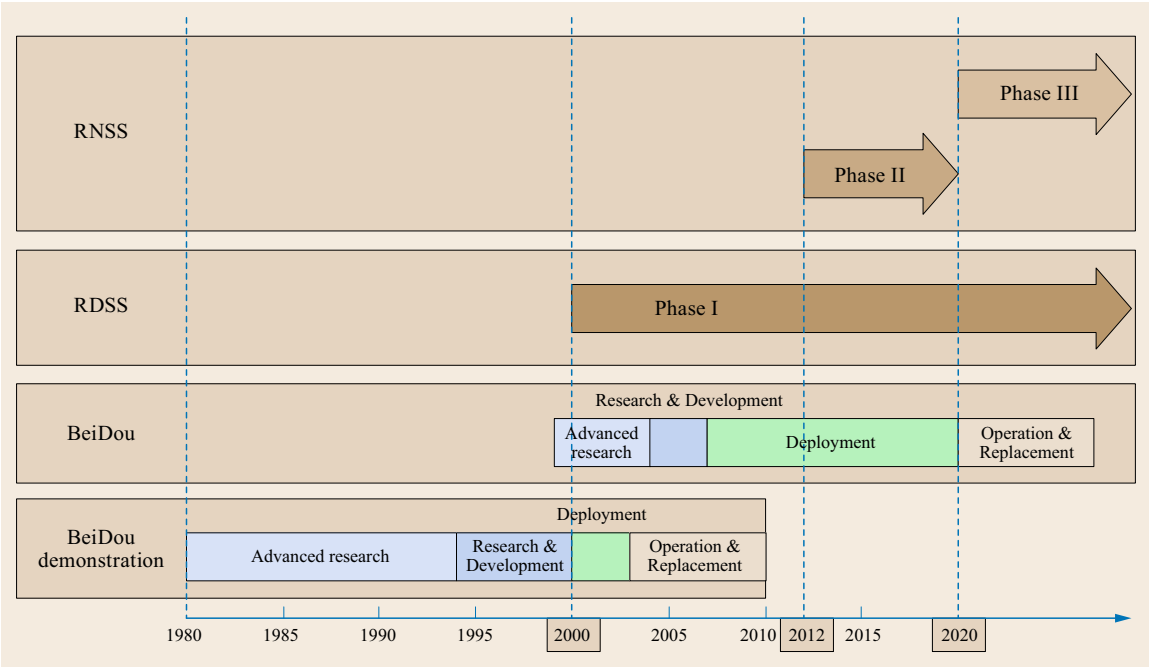 RNSS
Phase III
Phase II
RDSS
Phase I
BeiDou
Research & Development
Advanced
research
Deployment
Operation &
Replacement
BeiDou
demonstration
Deployment
Advanced research
Research &
Development
Operation &
Replacement
1980
1985
1990
1995
2000
2005
2010
2012
2015
2020